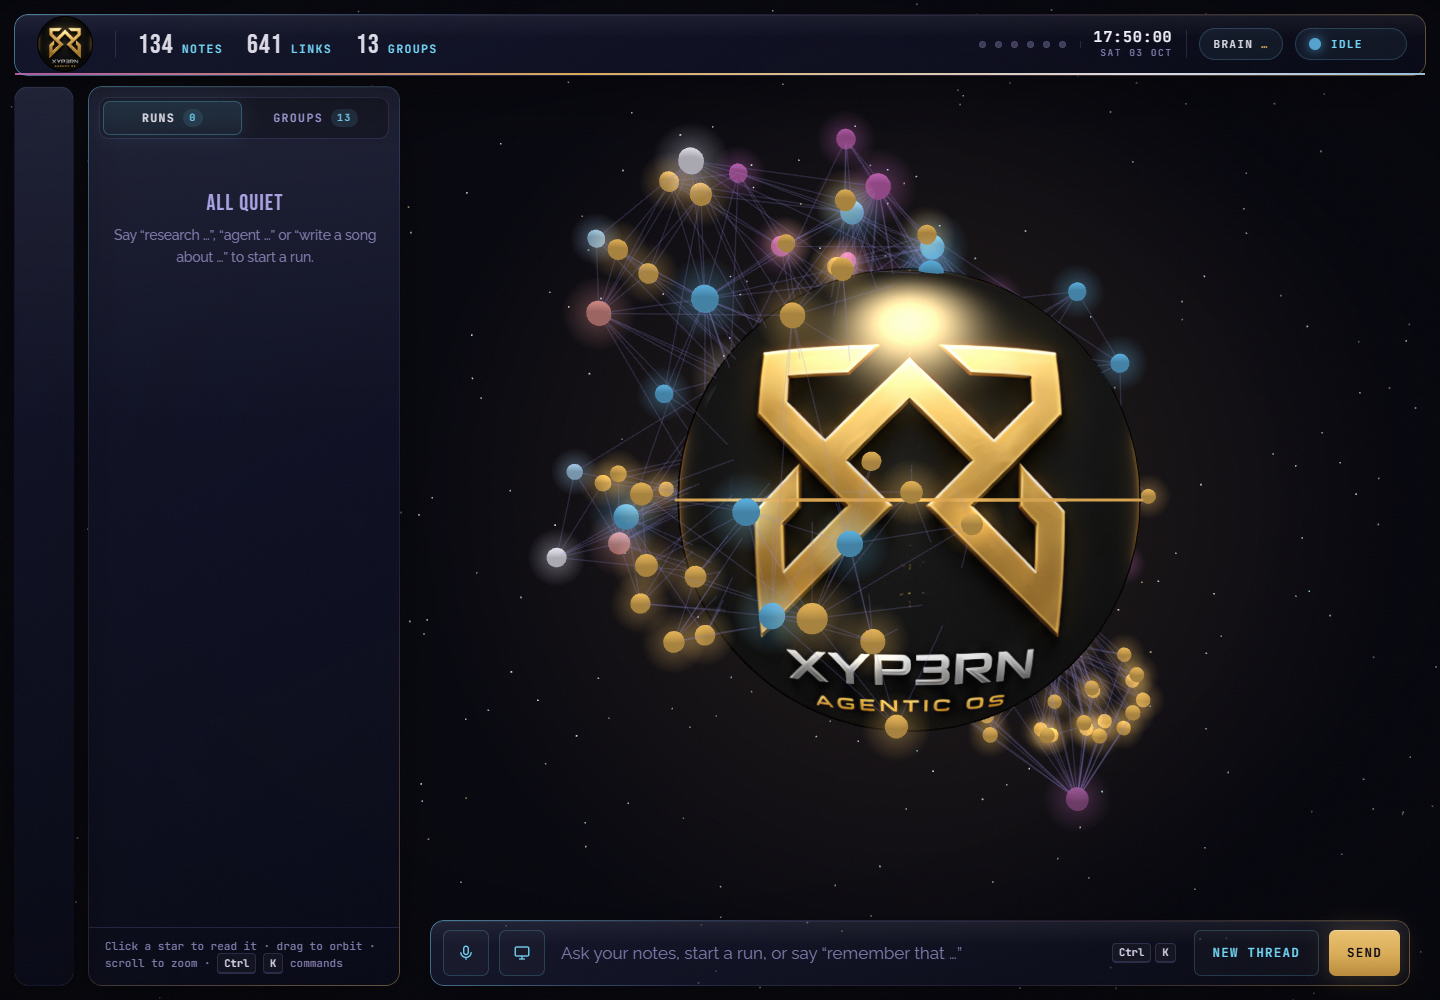 XYP3RN
134 NOTES 641 LINKS 13 GROUPS
17:50:00
SAT 03 OCT
BRAIN …
IDLE
RUNS 0
GROUPS 13
ALL QUIET
Say “research …”, “agent …” or “write a song
about …” to start a run.
XYP3RN
AGENTIC OS
Click a star to read it · drag to orbit ·
scroll to zoom · Ctrl K commands
Ask your notes, start a run, or say “remember that …”
Ctrl K
NEW THREAD
SEND